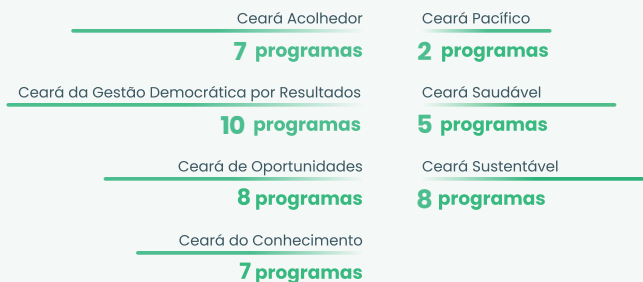 Ceará Acolhedor
7 programas
Ceará da Gestão Democrática por Resultados
10 programas
Ceará de Oportunidades
8 programas
Ceará do Conhecimento
7 programas
Ceará Pacífico
2 programas
Ceará Saudável
5 programas
Ceará Sustentável
8 programas